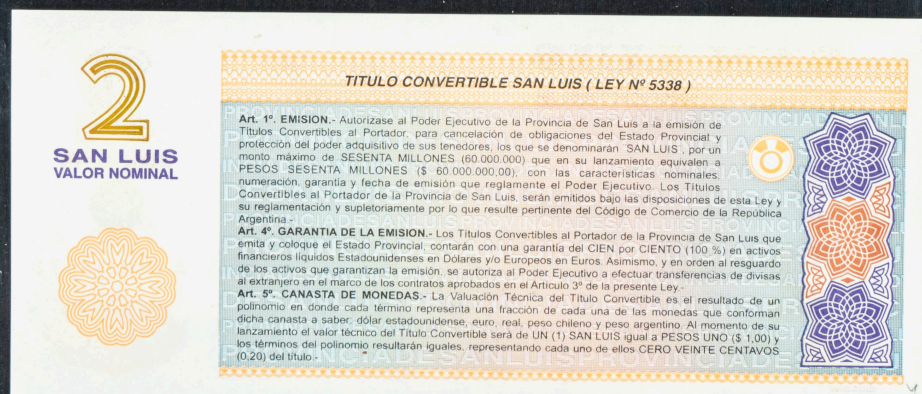 2
SAN LUIS
VALOR NOMINAL
TITULO CONVERTIBLE SAN LUIS ( LEY Nº 5338 )
Art. 1º. EMISION.- Autorizase al Poder Ejecutivo de la Provincia de San Luis a la emisión de
Títulos Convertibles al Portador, para cancelación de obligaciones del Estado Provincial y
protección del poder adquisitivo de sus tenedores, los que se denominarán ¨SAN LUIS¨, por un
monto máximo de SESENTA MILLONES (60.000.000) que en su lanzamiento equivalen a
PESOS SESENTA MILLONES ($ 60.000.000,00), con las características nominales,
numeración, garantía y fecha de emisión que reglamente el Poder Ejecutivo. Los Títulos
Convertibles al Portador de la Provincia de San Luis, serán emitidos bajo las disposiciones de esta Ley y
su reglamentación y supletoriamente por lo que resulte pertinente del Código de Comercio de la República
Argentina.-
Art. 4º. GARANTIA DE LA EMISION.- Los Títulos Convertibles al Portador de la Provincia de San Luis que
emita y coloque el Estado Provincial, contarán con una garantía del CIEN por CIENTO (100 %) en activos
financieros líquidos Estadounidenses en Dólares y/o Europeos en Euros. Asimismo, y en orden al resguardo
de los activos que garantizan la emisión, se autoriza al Poder Ejecutivo a efectuar transferencias de divisas
al extranjero en el marco de los contratos aprobados en el Artículo 3º de la presente Ley.-
Art. 5º. CANASTA DE MONEDAS.- La Valuación Técnica del Título Convertible es el resultado de un
polinomio en donde cada término representa una fracción de cada una de las monedas que conforman
dicha canasta a saber: dólar estadounidense, euro, real, peso chileno y peso argentino. Al momento de su
lanzamiento el valor técnico del Título Convertible será de UN (1) SAN LUIS igual a PESOS UNO ($ 1,00) y
los términos del polinomio resultarán iguales, representando cada uno de ellos CERO VEINTE CENTAVOS
(0,20) del título.-